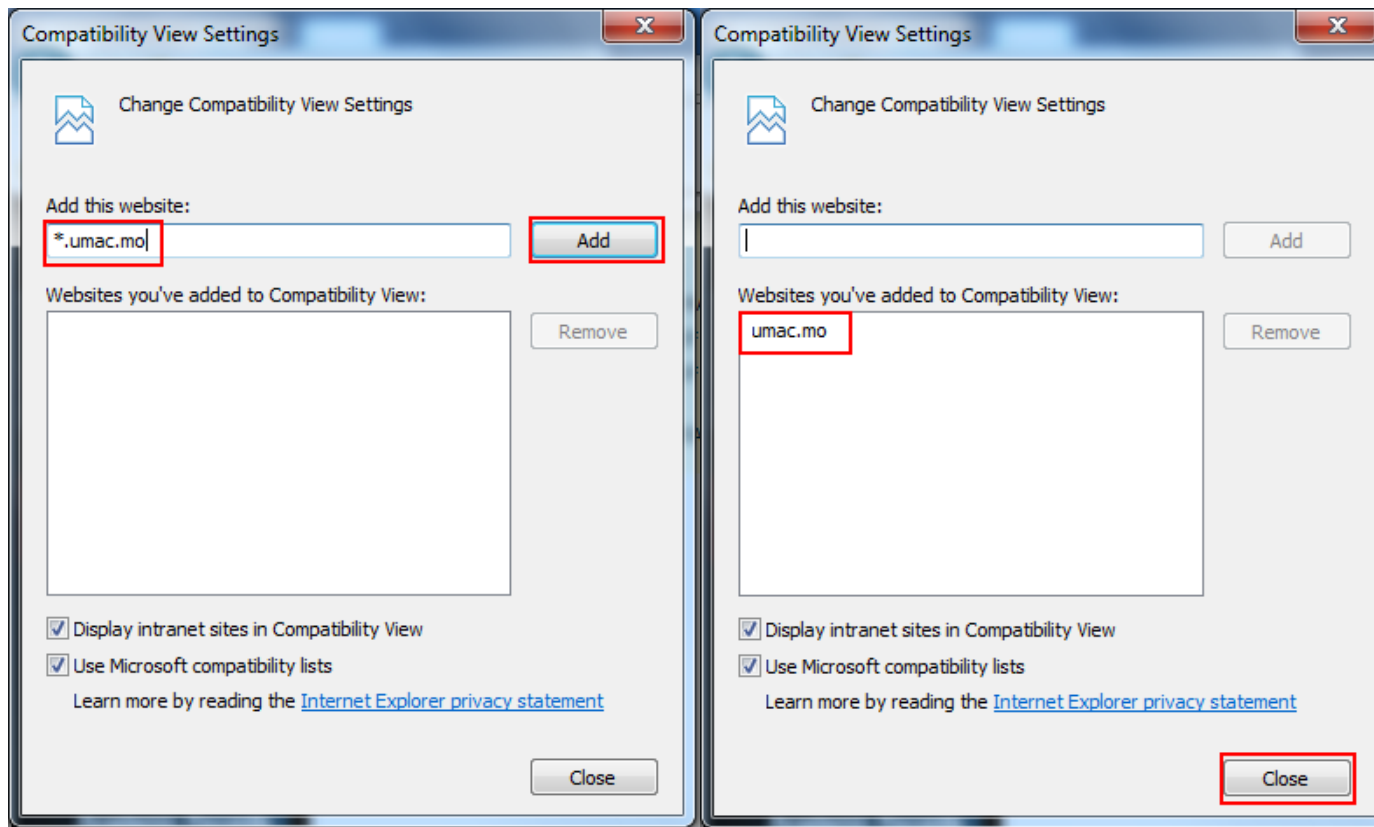 Compatibility View Settings
Change Compatibility View Settings
Add this website:
*.umac.mo
Add
Websites you've added to Compatibility View:
Remove
Display intranet sites in Compatibility View
Use Microsoft compatibility lists
Learn more by reading the Internet Explorer privacy statement
Close
Compatibility View Settings
Change Compatibility View Settings
Add this website:
Add
Websites you've added to Compatibility View:
umac.mo
Remove
Display intranet sites in Compatibility View
Use Microsoft compatibility lists
Learn more by reading the Internet Explorer privacy statement
Close